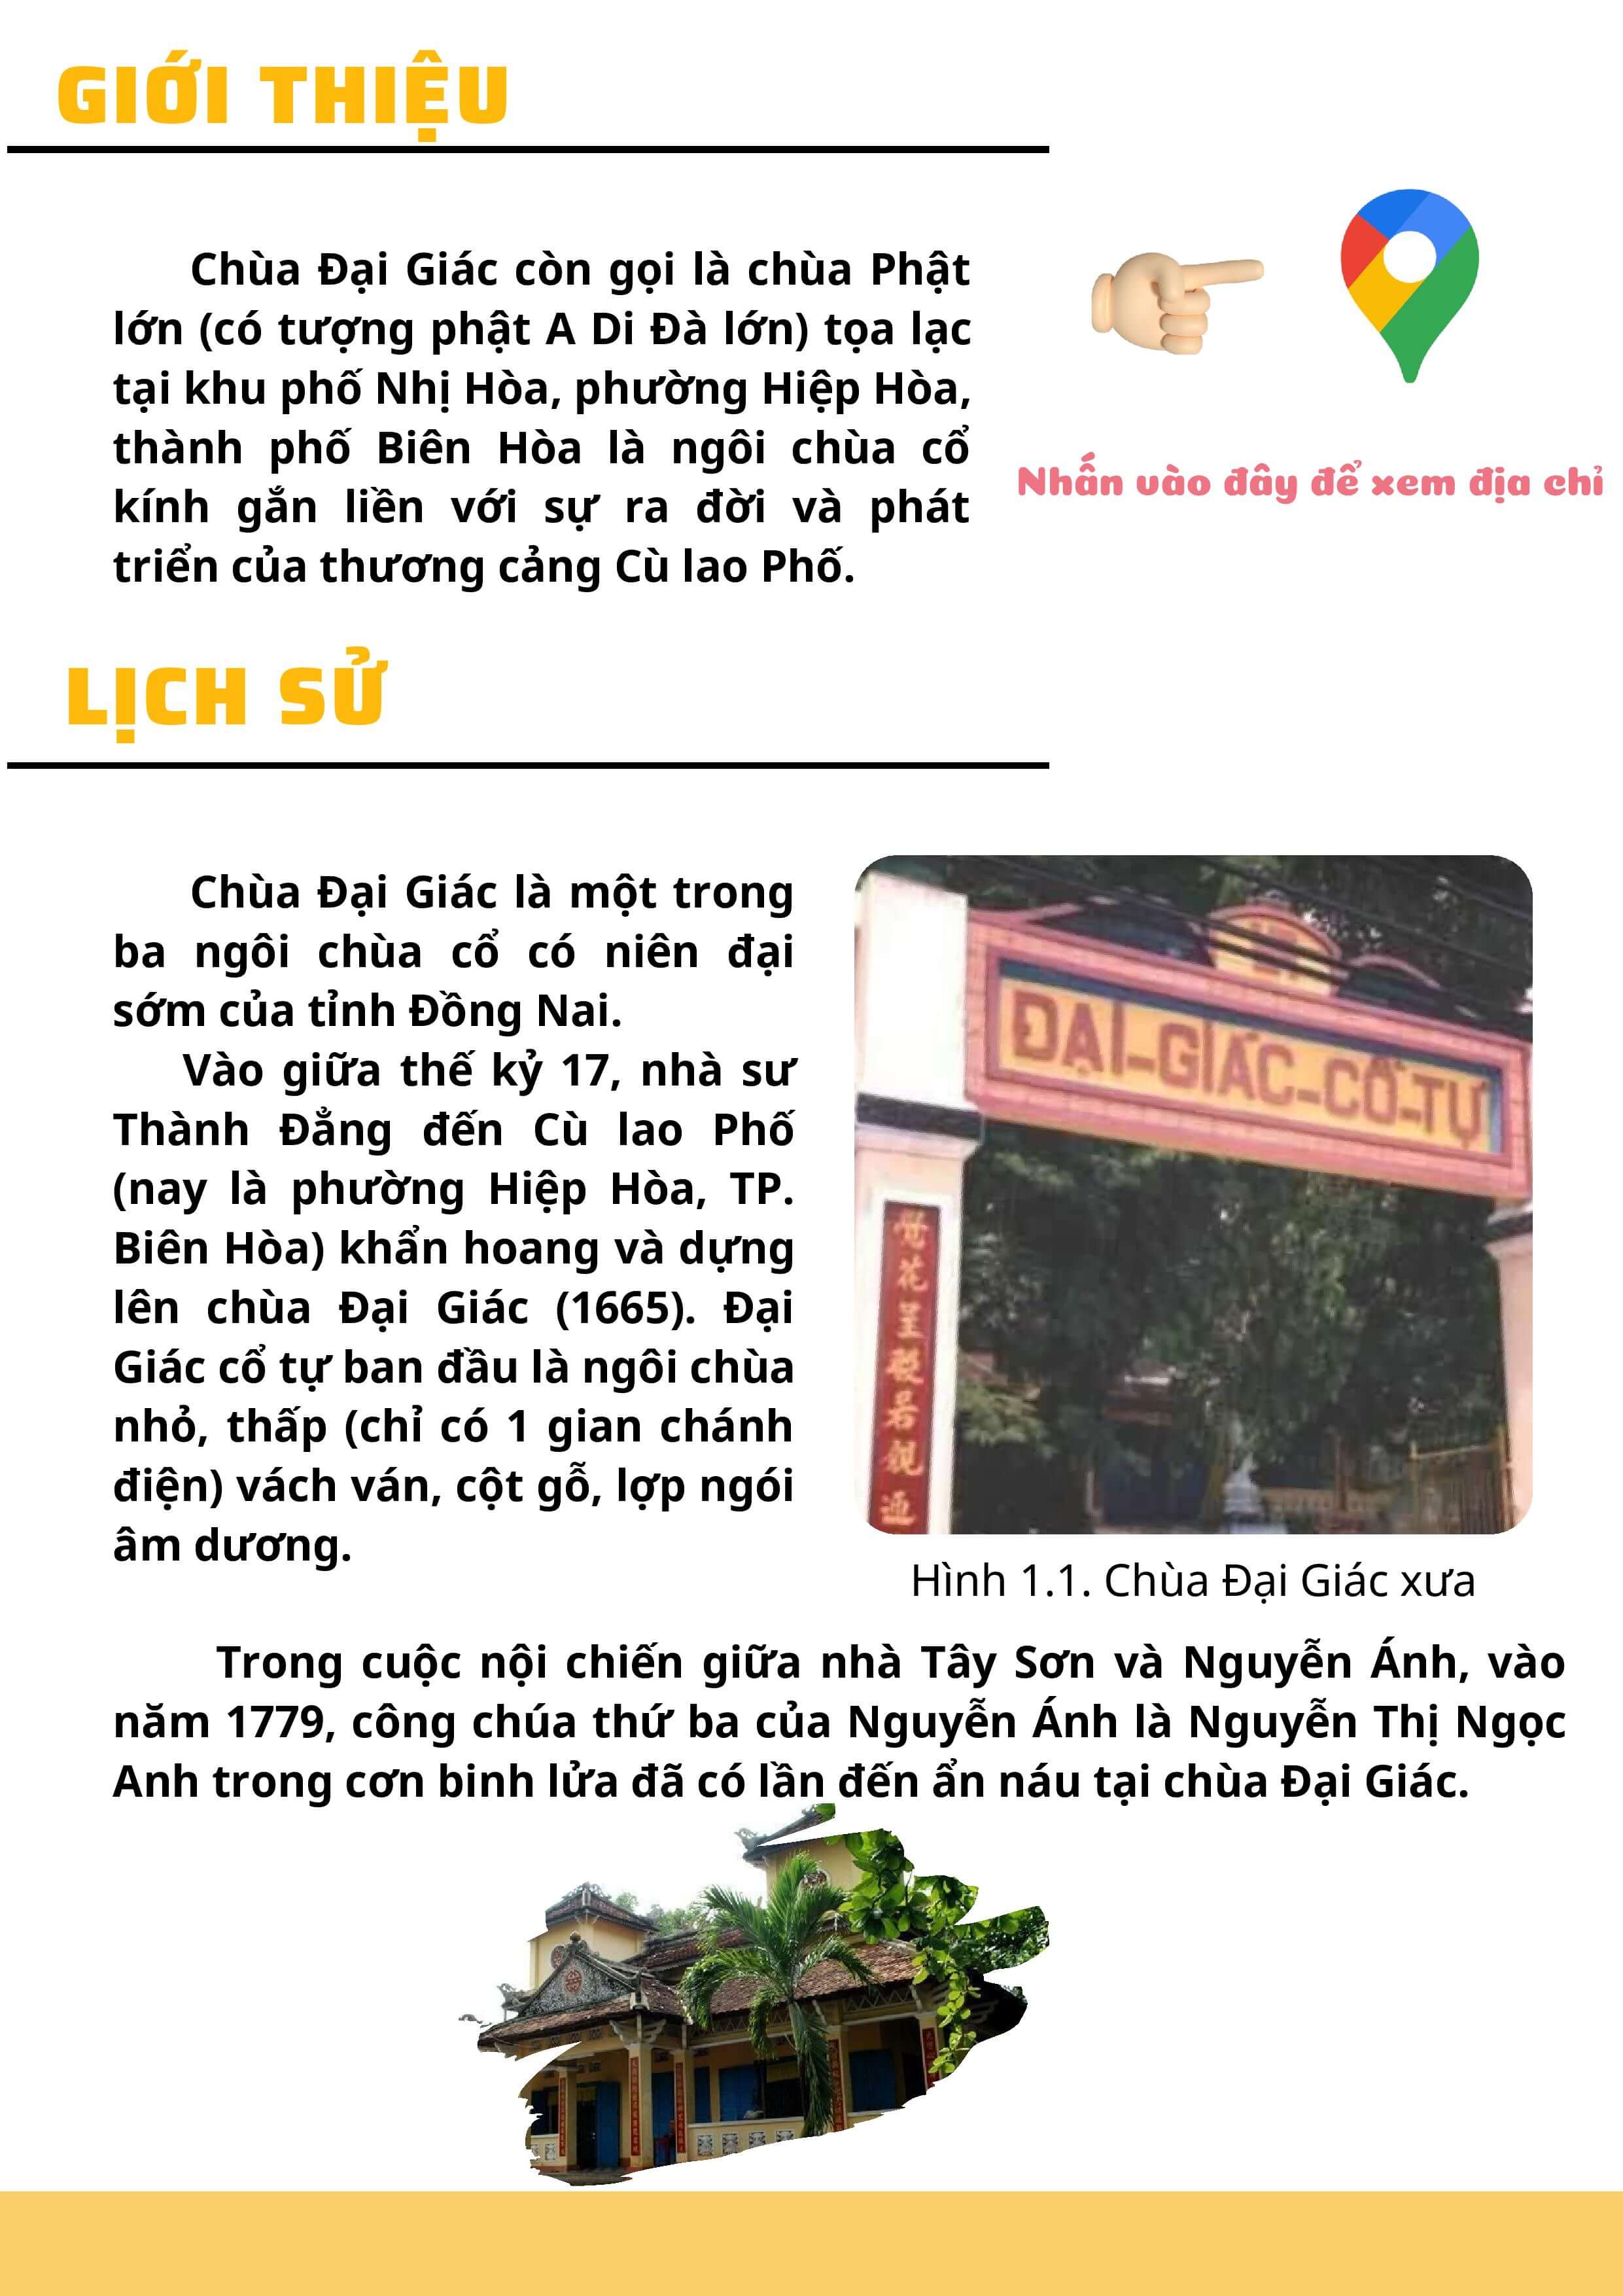 GIỚI THIỆU
Chùa Đại Giác còn gọi là chùa Phật
lớn (có tượng phật A Di Đà lớn) tọa lạc
tại khu phố Nhị Hòa, phường Hiệp Hòa,
thành phố Biên Hòa là ngôi chùa cổ
kính gắn liền với sự ra đời và phát
triển của thương cảng Cù lao Phố.
Nhấn vào đây để xem địa chỉ
LỊCH SỬ
Chùa Đại Giác là một trong
ba ngôi chùa cổ có niên đại
sớm của tỉnh Đồng Nai.
Vào giữa thế kỷ 17, nhà sư
Thành Đẳng đến Cù lao Phố
(nay là phường Hiệp Hòa, TP.
Biên Hòa) khẩn hoang và dựng
lên chùa Đại Giác (1665). Đại
Giác cổ tự ban đầu là ngôi chùa
nhỏ, thấp (chỉ có 1 gian chánh
điện) vách ván, cột gỗ, lợp ngói
âm dương.
ĐẠI-GIÁC-CỔ-TỰ
Hình 1.1. Chùa Đại Giác xưa
Trong cuộc nội chiến giữa nhà Tây Sơn và Nguyễn Ánh, vào
năm 1779, công chúa thứ ba của Nguyễn Ánh là Nguyễn Thị Ngọc
Anh trong cơn binh lửa đã có lần đến ẩn náu tại chùa Đại Giác.